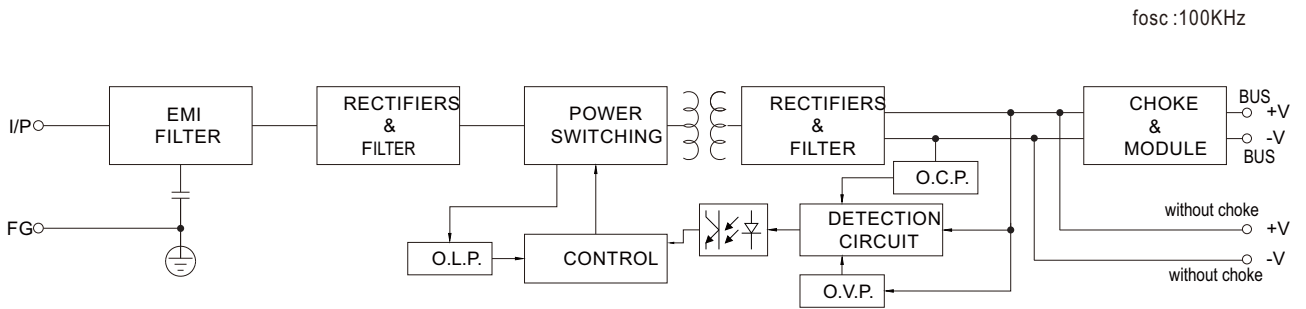 fosc :100KHz
I/P
EMI
FILTER
RECTIFIERS
&
FILTER
POWER
SWITCHING
RECTIFIERS
&
FILTER
CHOKE
&
MODULE
BUS
+V
-V
BUS
O.C.P.
FG
O.L.P.
CONTROL
DETECTION
CIRCUIT
O.V.P.
without choke
+V
-V
without choke